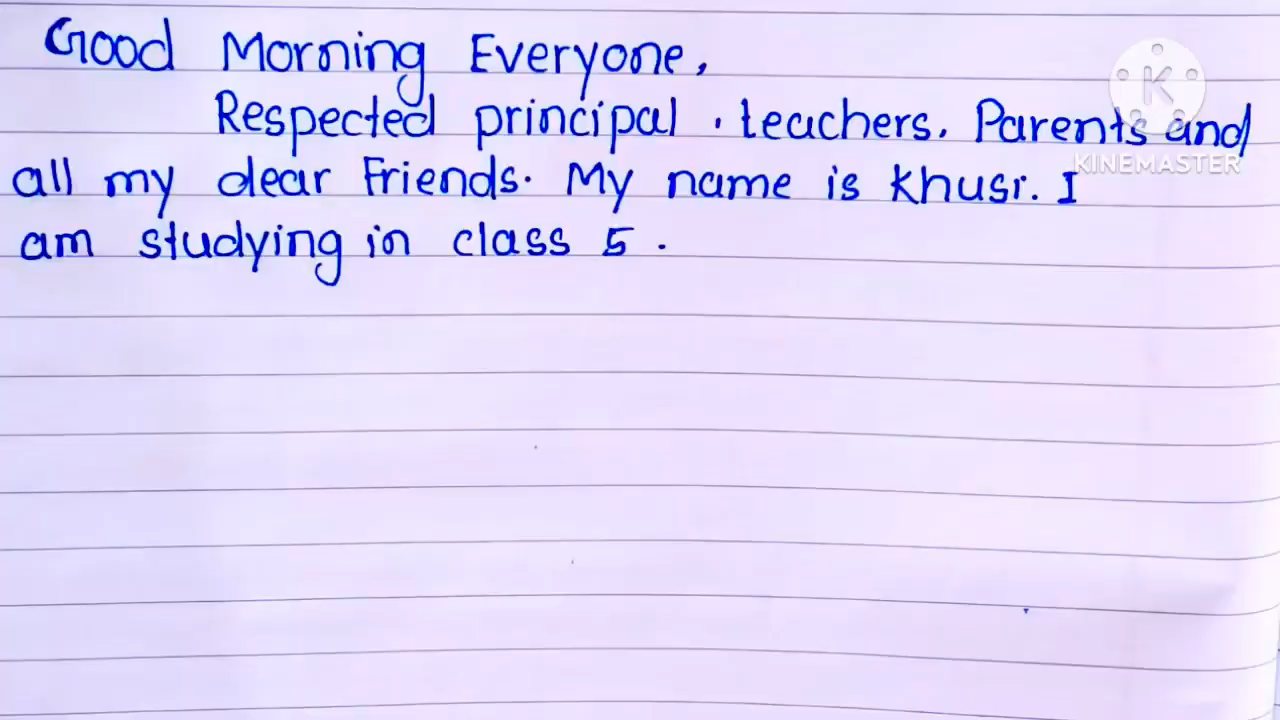 Good Morning Everyone,
Respected principal . teachers. Parents and
all my dear Friends. My name is Khusi. I
am studying in class 5 .
KINEMASTER